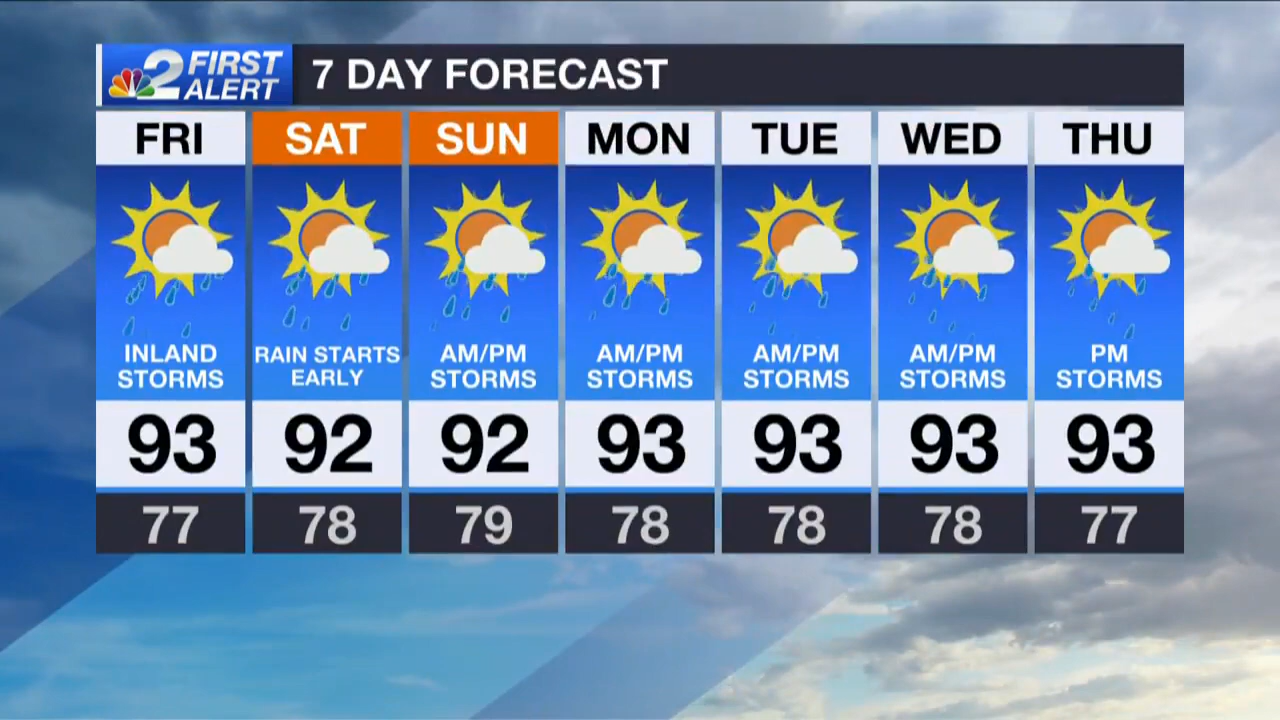 2 FIRST ALERT
7 DAY FORECAST
FRI SAT SUN MON TUE WED THU
INLAND STORMS
RAIN STARTS EARLY
AM/PM STORMS
AM/PM STORMS
AM/PM STORMS
AM/PM STORMS
PM STORMS
93 92 92 93 93 93 93
77 78 79 78 78 78 77